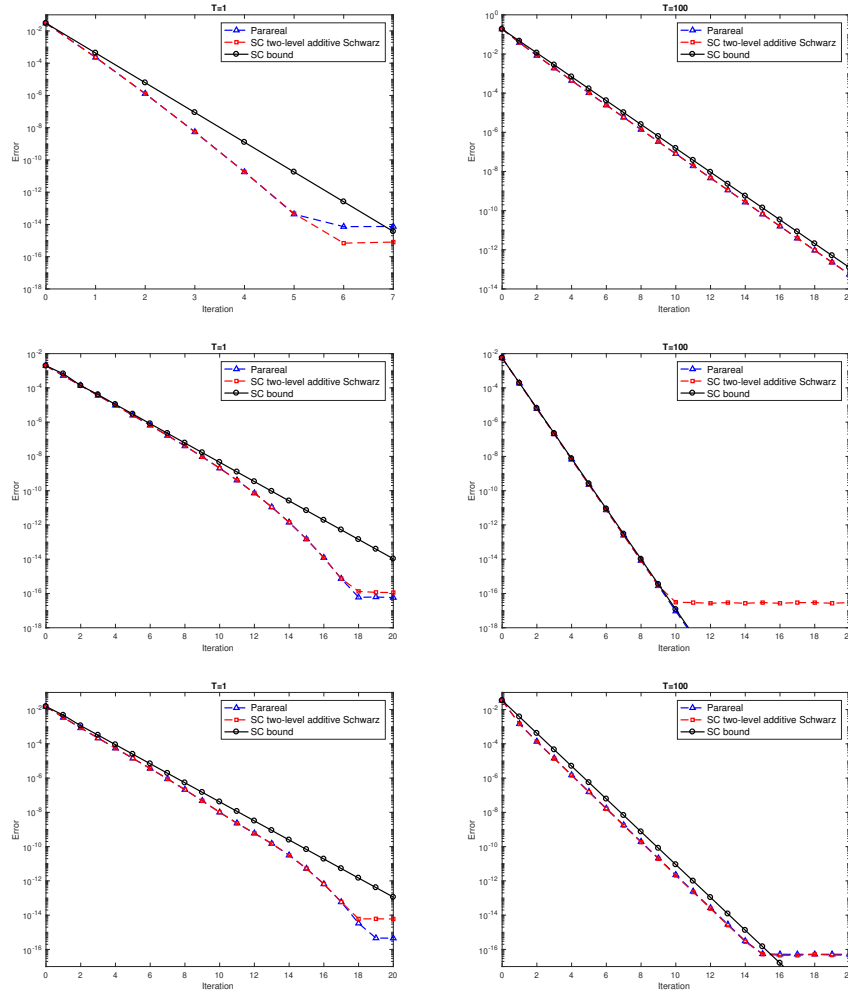 T=1
Parareal
SC two-level additive Schwarz
SC bound
10^-2
10^-4
10^-6
10^-8
10^-10
10^-12
10^-14
10^-16
10^-18
Error
0 1 2 3 4 5 6 7
Iteration
T=100
Parareal
SC two-level additive Schwarz
SC bound
10^0
10^-2
10^-4
10^-6
10^-8
10^-10
10^-12
10^-14
Error
0 2 4 6 8 10 12 14 16 18 20
Iteration
T=1
Parareal
SC two-level additive Schwarz
SC bound
10^-2
10^-4
10^-6
10^-8
10^-10
10^-12
10^-14
10^-16
10^-18
Error
0 2 4 6 8 10 12 14 16 18 20
Iteration
T=100
Parareal
SC two-level additive Schwarz
SC bound
10^-2
10^-4
10^-6
10^-8
10^-10
10^-12
10^-14
10^-16
10^-18
Error
0 2 4 6 8 10 12 14 16 18 20
Iteration
T=1
Parareal
SC two-level additive Schwarz
SC bound
10^-2
10^-4
10^-6
10^-8
10^-10
10^-12
10^-14
10^-16
Error
0 2 4 6 8 10 12 14 16 18 20
Iteration
T=100
Parareal
SC two-level additive Schwarz
SC bound
10^-2
10^-4
10^-6
10^-8
10^-10
10^-12
10^-14
10^-16
Error
0 2 4 6 8 10 12 14 16 18 20
Iteration